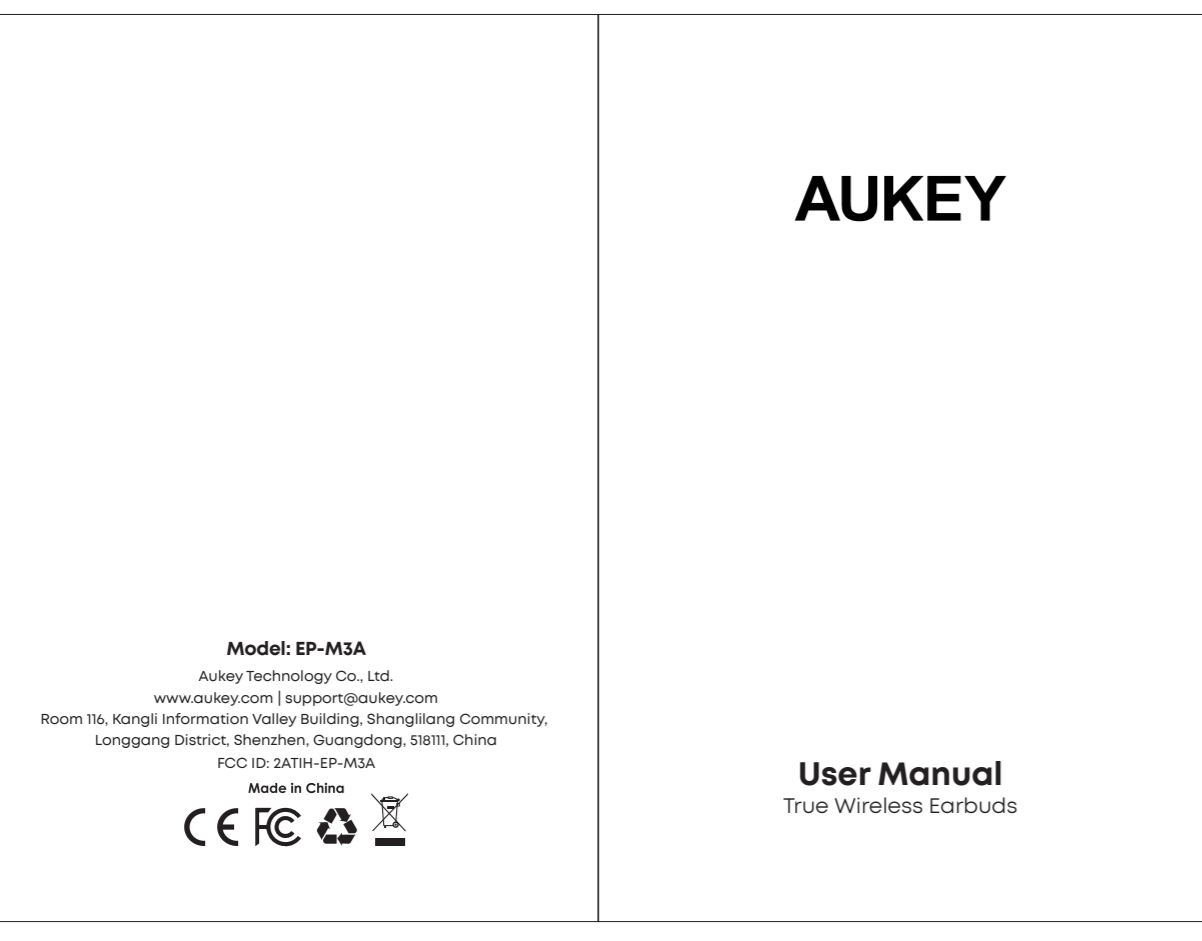 Model: EP-M3A
Aukey Technology Co., Ltd.
www.aukey.com | support@aukey.com
Room 116, Kangli Information Valley Building, Shanglilang Community,
Longgang District, Shenzhen, Guangdong, 518111, China
FCC ID: 2ATIH-EP-M3A
Made in China
CE FC
AUKEY
User Manual
True Wireless Earbuds